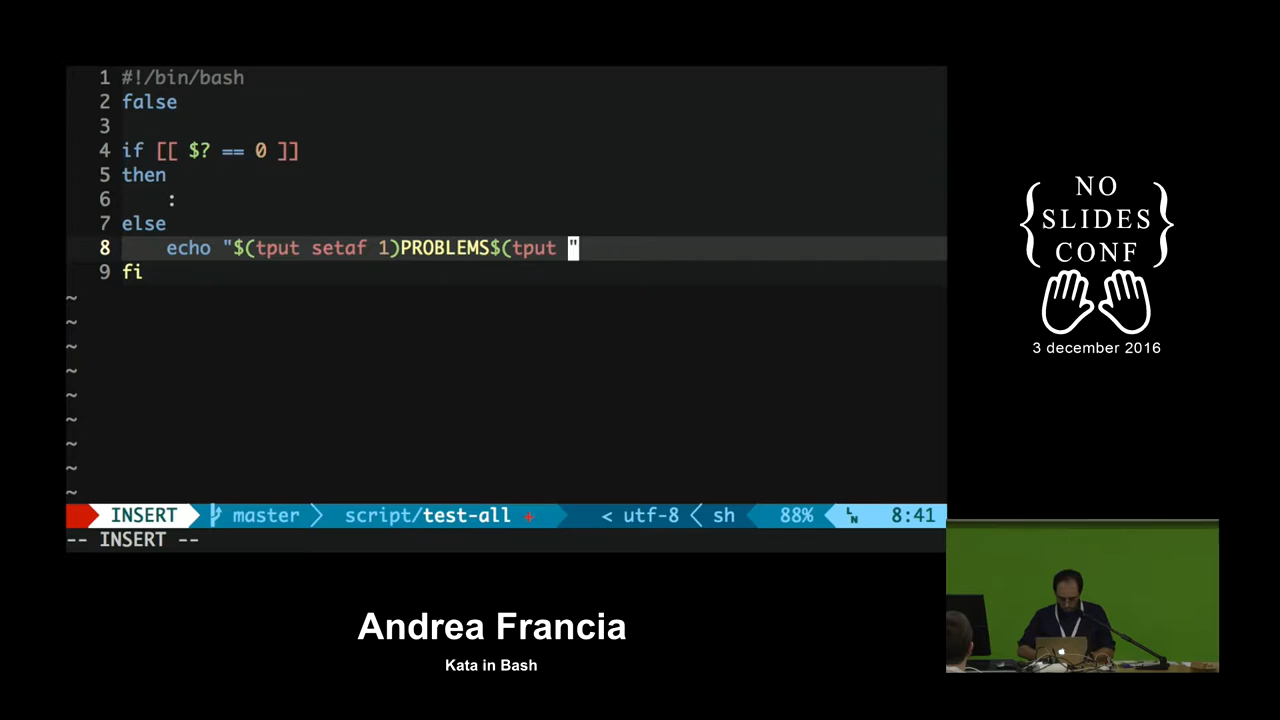 1 #!/bin/bash
2 false
3
4 if [[ $? == 0 ]]
5 then
6     :
7 else
8     echo "$(tput setaf 1)PROBLEMS$(tput "
9 fi
~
~
~
~
~
~
~
~
~
INSERT master script/test-all + < utf-8 < sh 88% LN 8:41
-- INSERT --
{ NO
SLIDES
CONF }
3 december 2016
Andrea Francia
Kata in Bash